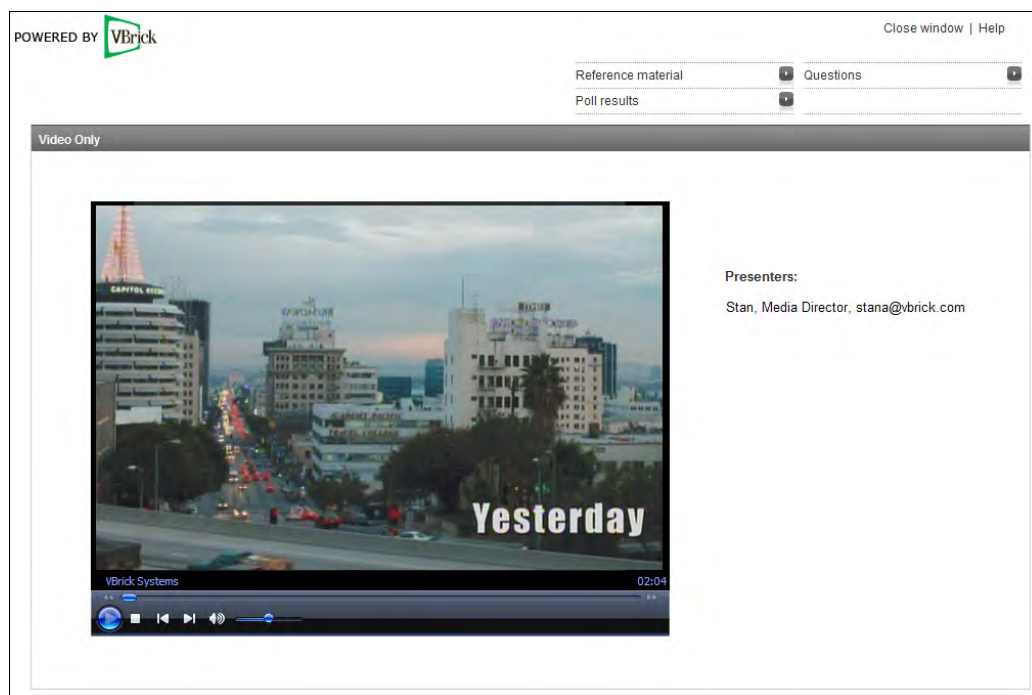 POWERED BY VBrick
Close window | Help
Reference material
Questions
Poll results
Video Only
CAPITOL
Yesterday
Presenters:
Stan, Media Director, stana@vbrick.com
VBrick Systems
02:04